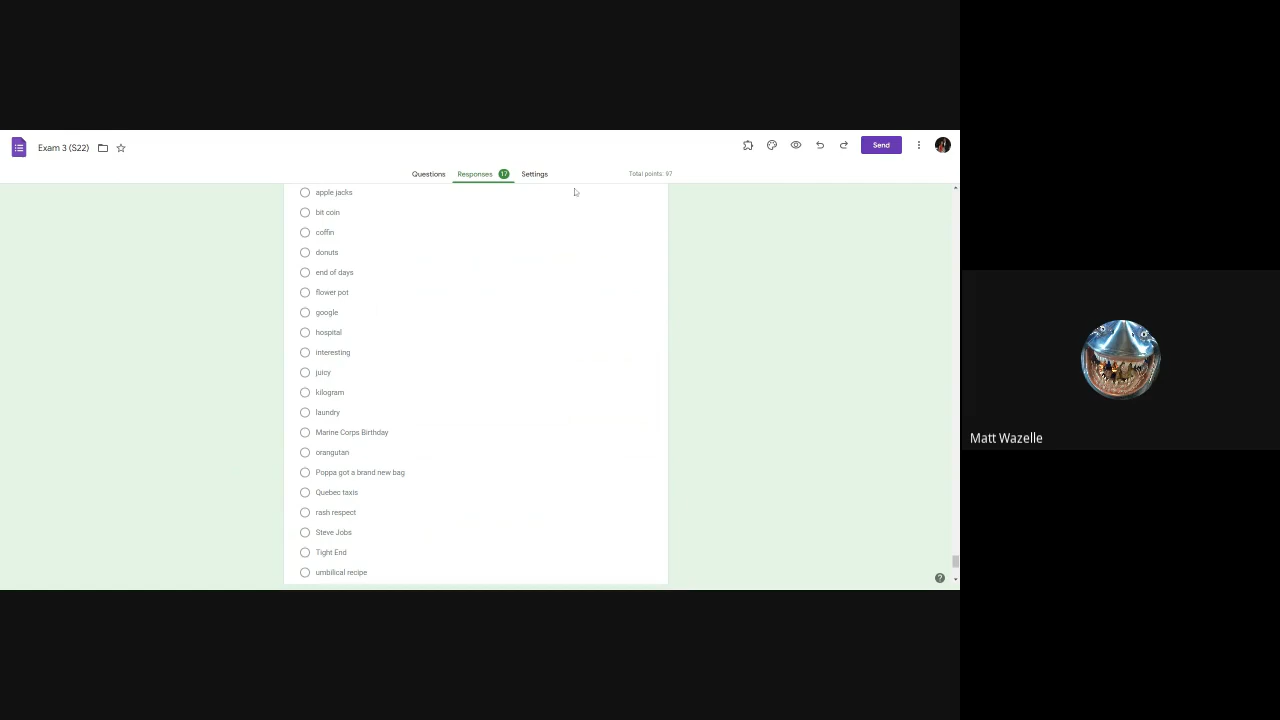 Exam 3 (S22)
Send
Questions
Responses
17
Settings
Total points: 97
apple jacks
bit coin
coffin
donuts
end of days
flower pot
google
hospital
interesting
juicy
kilogram
laundry
Marine Corps Birthday
orangutan
Poppa got a brand new bag
Quebec taxis
rash respect
Steve Jobs
Tight End
umbilical recipe
Matt Wazelle